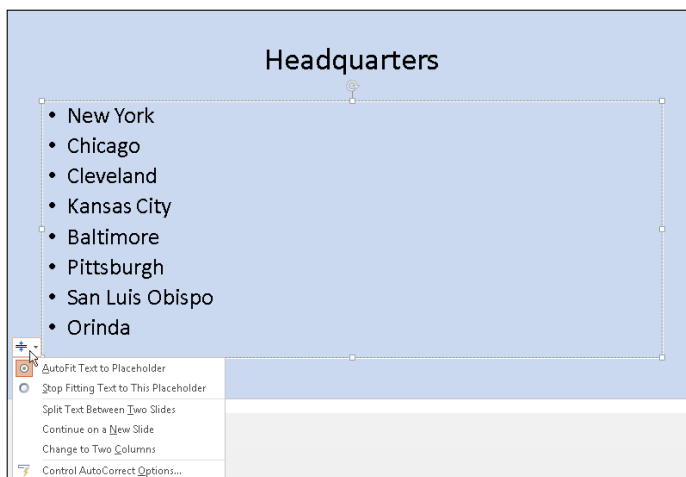 Headquarters
• New York
• Chicago
• Cleveland
• Kansas City
• Baltimore
• Pittsburgh
• San Luis Obispo
• Orinda
AutoFit Text to Placeholder
Stop Fitting Text to This Placeholder
Split Text Between Two Slides
Continue on a New Slide
Change to Two Columns
Control AutoCorrect Options...